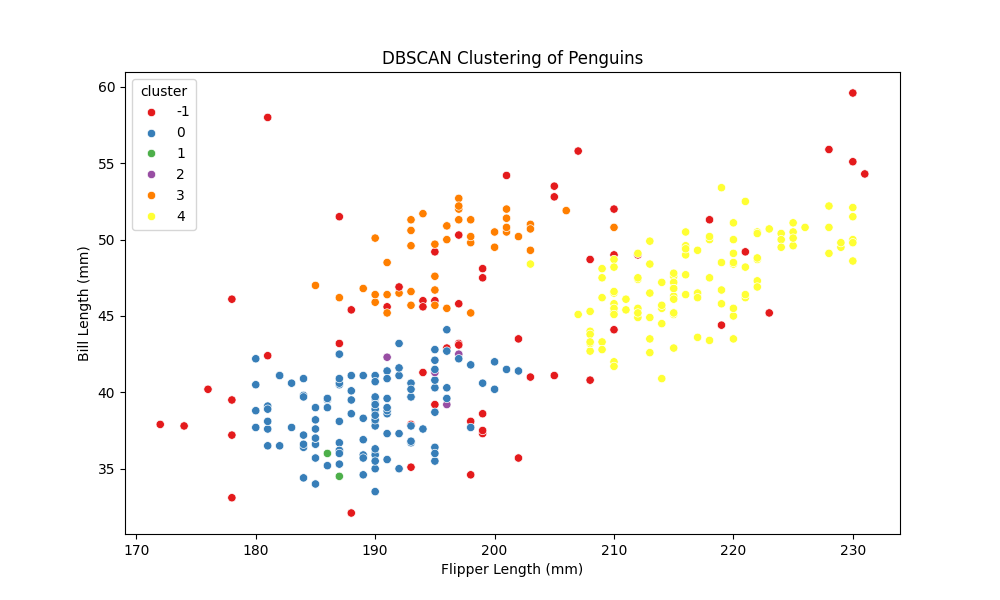 DBSCAN Clustering of Penguins
cluster
-1
0
1
2
3
4
60
55
50
45
40
35
Bill Length (mm)
170 180 190 200 210 220 230
Flipper Length (mm)